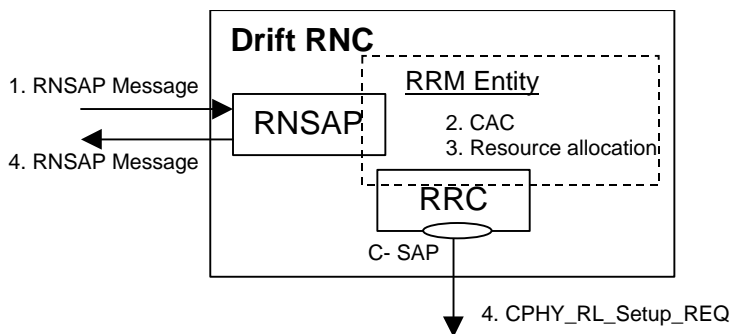 Drift RNC
1. RNSAP Message
RNSAP
4. RNSAP Message
RRM Entity
2. CAC
3. Resource allocation
RRC
C- SAP
4. CPHY_RL_Setup_REQ